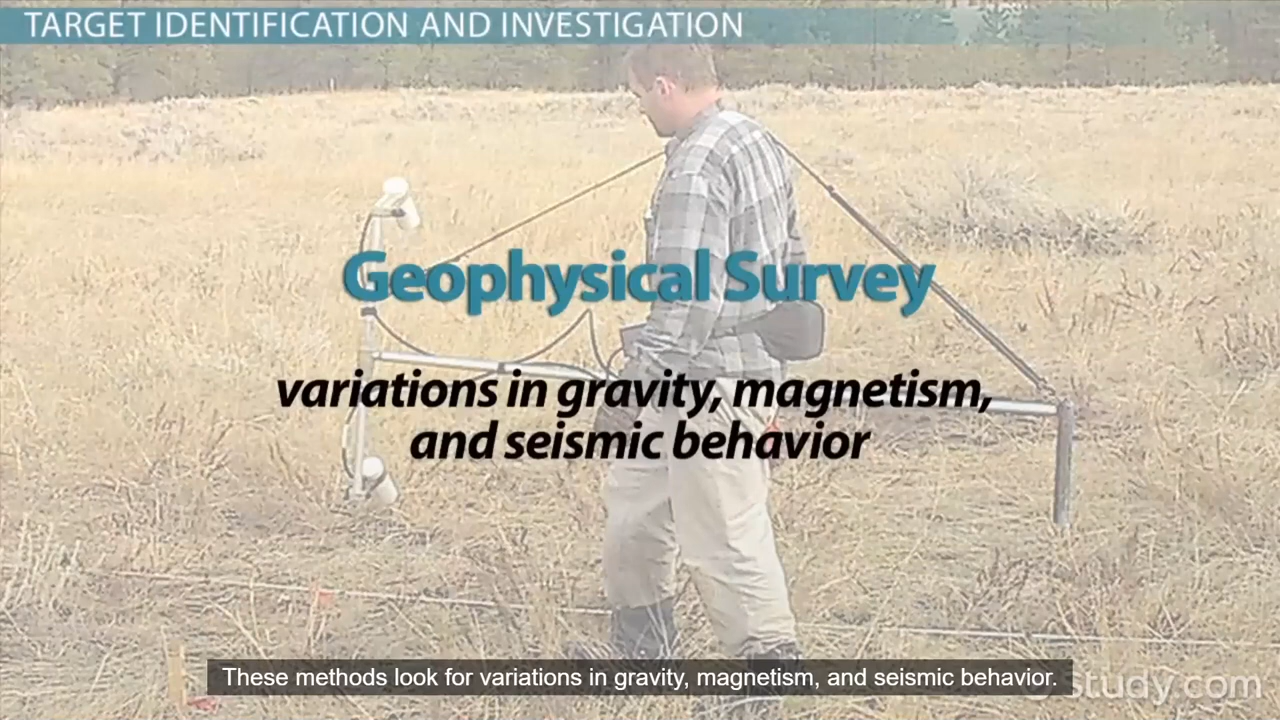 TARGET IDENTIFICATION AND INVESTIGATION
Geophysical Survey
variations in gravity, magnetism,
and seismic behavior
These methods look for variations in gravity, magnetism, and seismic behavior.
Study.com